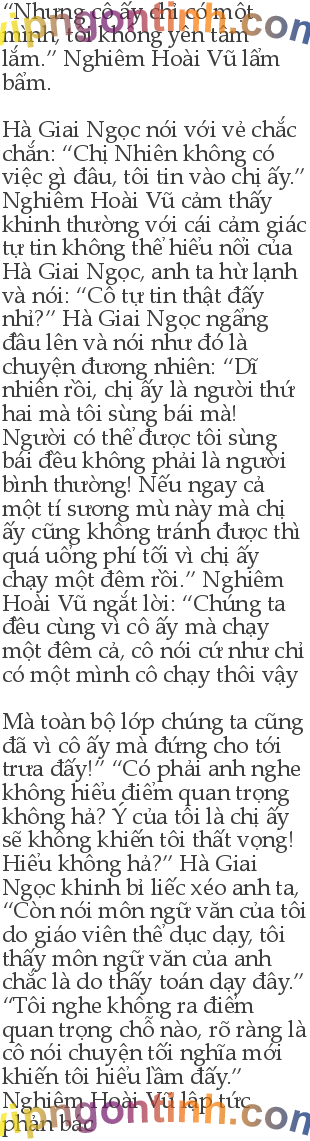 “Nhưng cô ấy chỉ có một
mình, tôi không yên tâm
lắm.” Nghiêm Hoài Vũ lẩm
bẩm.
Hà Giai Ngọc nói với vẻ chắc
chắn: “Chị Nhiên không có
việc gì đâu, tôi tin vào chị ấy.”
Nghiêm Hoài Vũ cảm thấy
khinh thường với cái cảm giác
tự tin không thể hiểu nổi của
Hà Giai Ngọc, anh ta hừ lạnh
và nói: “Cô tự tin thật đấy
nhỉ?” Hà Giai Ngọc ngẩng
đầu lên và nói như đó là
chuyện đương nhiên: “Dĩ
nhiên rồi, chị ấy là người thứ
hai mà tôi sùng bái mà!
Người có thể được tôi sùng
bái đều không phải là người
bình thường! Nếu ngay cả
một tí sương mù này mà chị
ấy cũng không tránh được thì
quá uổng phí tối vì chị ấy
chạy một đêm rồi.” Nghiêm
Hoài Vũ ngắt lời: “Chúng ta
đều cùng vì cô ấy mà chạy
một đêm cả, cô nói cứ như chỉ
có một mình cô chạy thôi vậy
Mà toàn bộ lớp chúng ta cũng
đã vì cô ấy mà đứng cho tới
trưa đấy!” “Có phải anh nghe
không hiểu điểm quan trọng
không hả? Ý của tôi là chị ấy
sẽ không khiến tôi thất vọng!
Hiểu không hả?” Hà Giai
Ngọc khinh bỉ liếc xéo anh ta,
“Còn nói môn ngữ văn của tôi
do giáo viên thể dục dạy, tôi
thấy môn ngữ văn của anh
chắc là do thầy toán dạy đây.”
“Tôi nghe không ra điểm
quan trọng chỗ nào, rõ ràng là
cô nói chuyện tối nghĩa mới
khiến tôi hiểu lầm đấy.”
Nghiêm Hoài Vũ lập tức
phản bác
vipngontinh.com